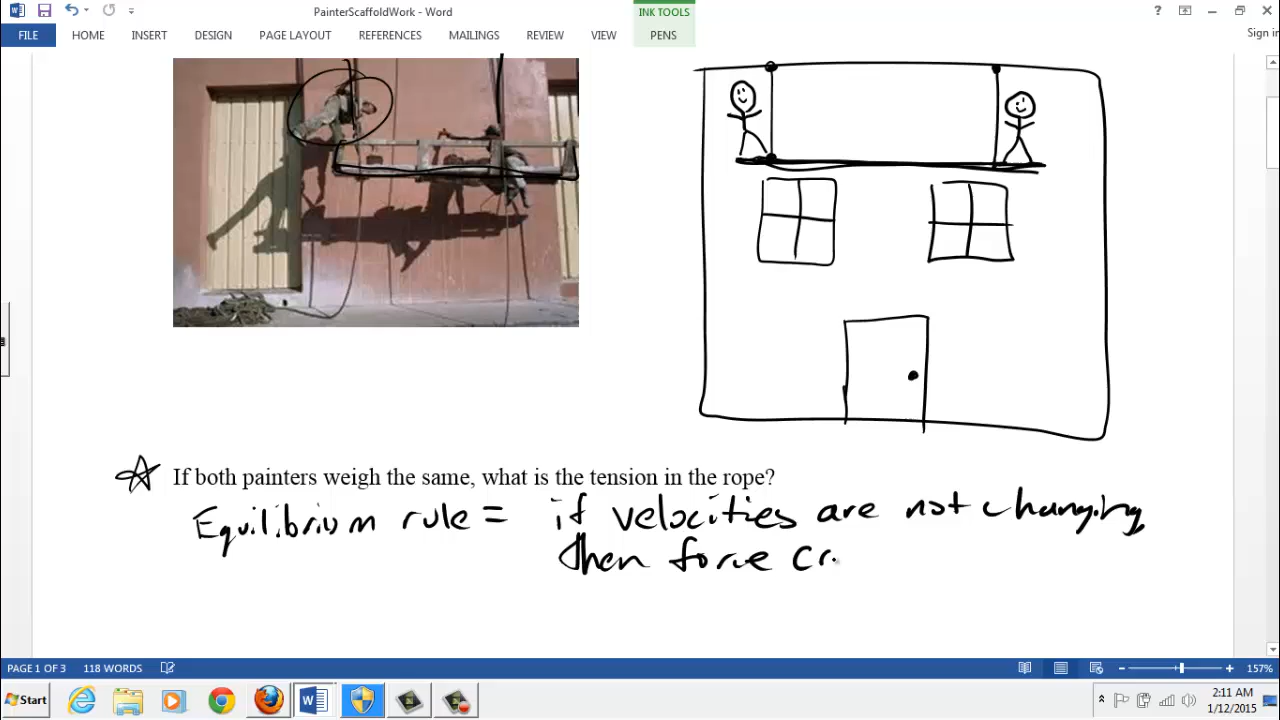 PainterScaffoldWork - Word
INK TOOLS
?
Sign in
FILE HOME INSERT DESIGN PAGE LAYOUT REFERENCES MAILINGS REVIEW VIEW PENS
If both painters weigh the same, what is the tension in the rope?
Equilibrium rule = if velocities are not changing
then force
PAGE 1 OF 3 118 WORDS
157%
Start
2:11 AM
1/12/2015